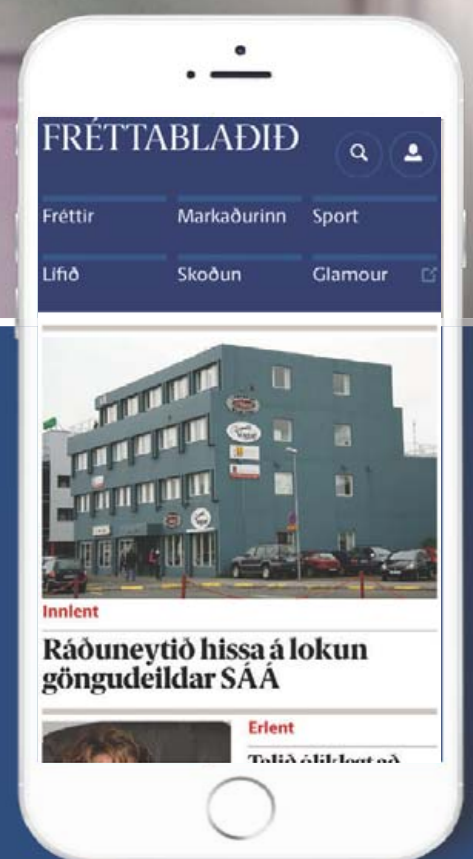 FRÉTTABLAÐIÐ
Fréttir Markaðurinn Sport
Lífið Skoðun Glamour
Innlent
Ráðuneytið hissa á lokun
göngudeildar SÁÁ
Erlent